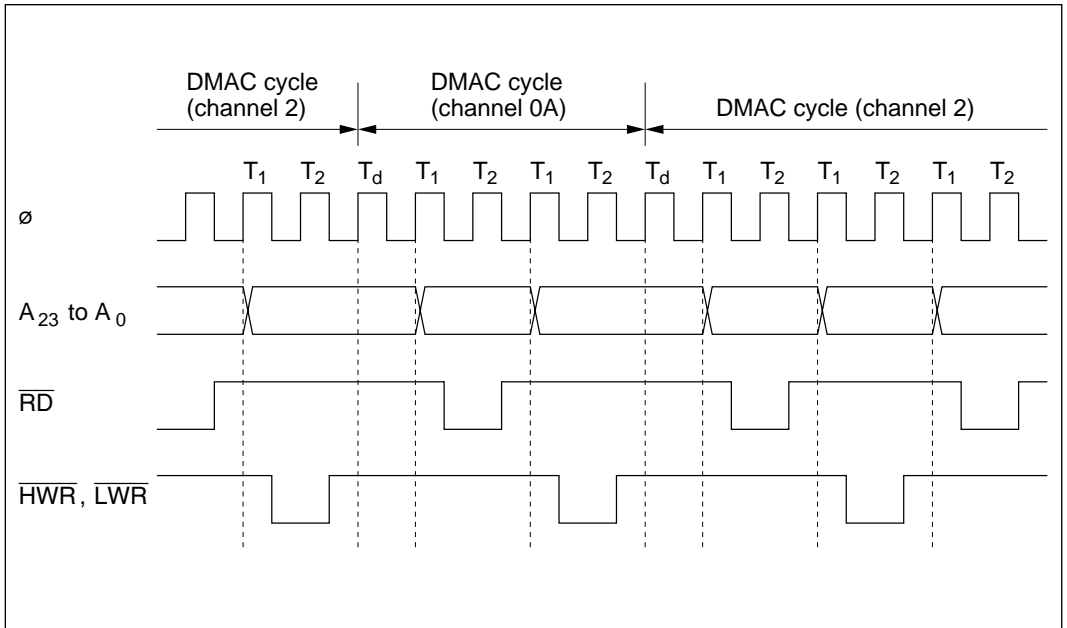 DMAC cycle
(channel 2)
DMAC cycle
(channel 0A)
DMAC cycle (channel 2)
T1 T2 Td T1 T2 T1 T2 Td T1 T2 T1 T2 T1 T2
ø
A23 to A0
RD
HWR, LWR